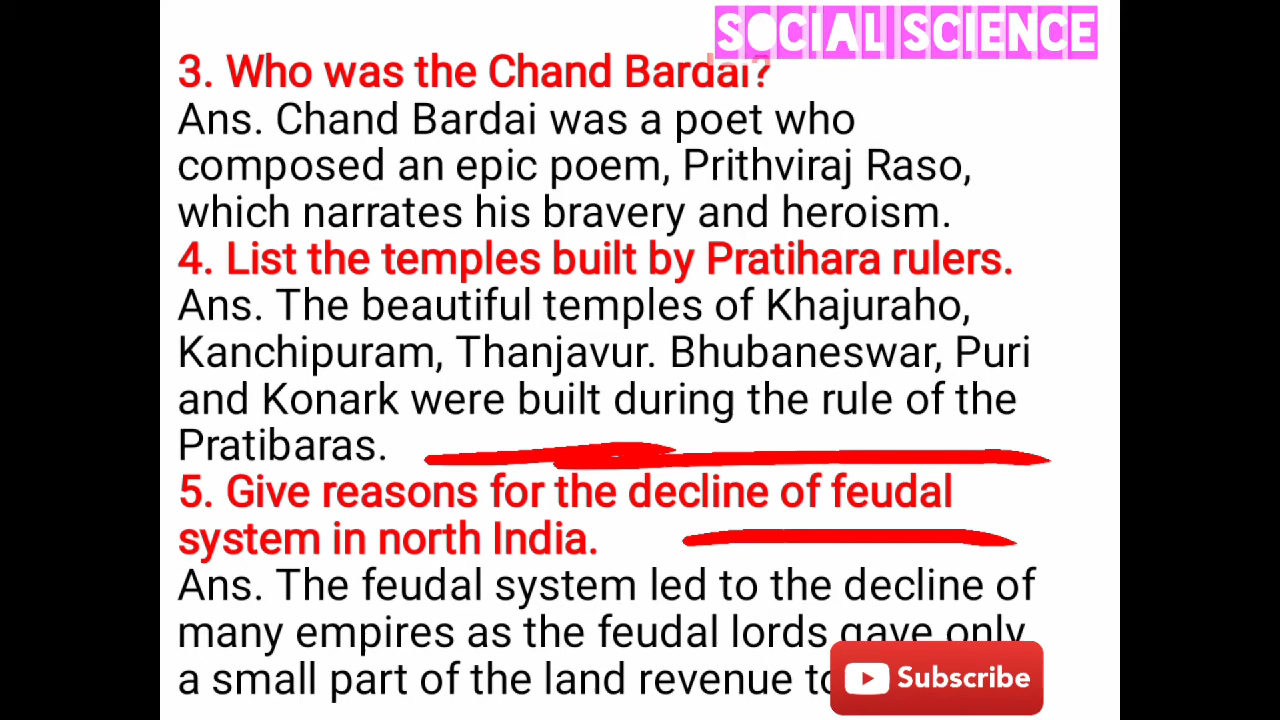 SOCIAL SCIENCE
3. Who was the Chand Bardai?
Ans. Chand Bardai was a poet who
composed an epic poem, Prithviraj Raso,
which narrates his bravery and heroism.
4. List the temples built by Pratihara rulers.
Ans. The beautiful temples of Khajuraho,
Kanchipuram, Thanjavur. Bhubaneswar, Puri
and Konark were built during the rule of the
Pratibaras.
5. Give reasons for the decline of feudal
system in north India.
Ans. The feudal system led to the decline of
many empires as the feudal lords gave only
a small part of the land revenue to
Subscribe